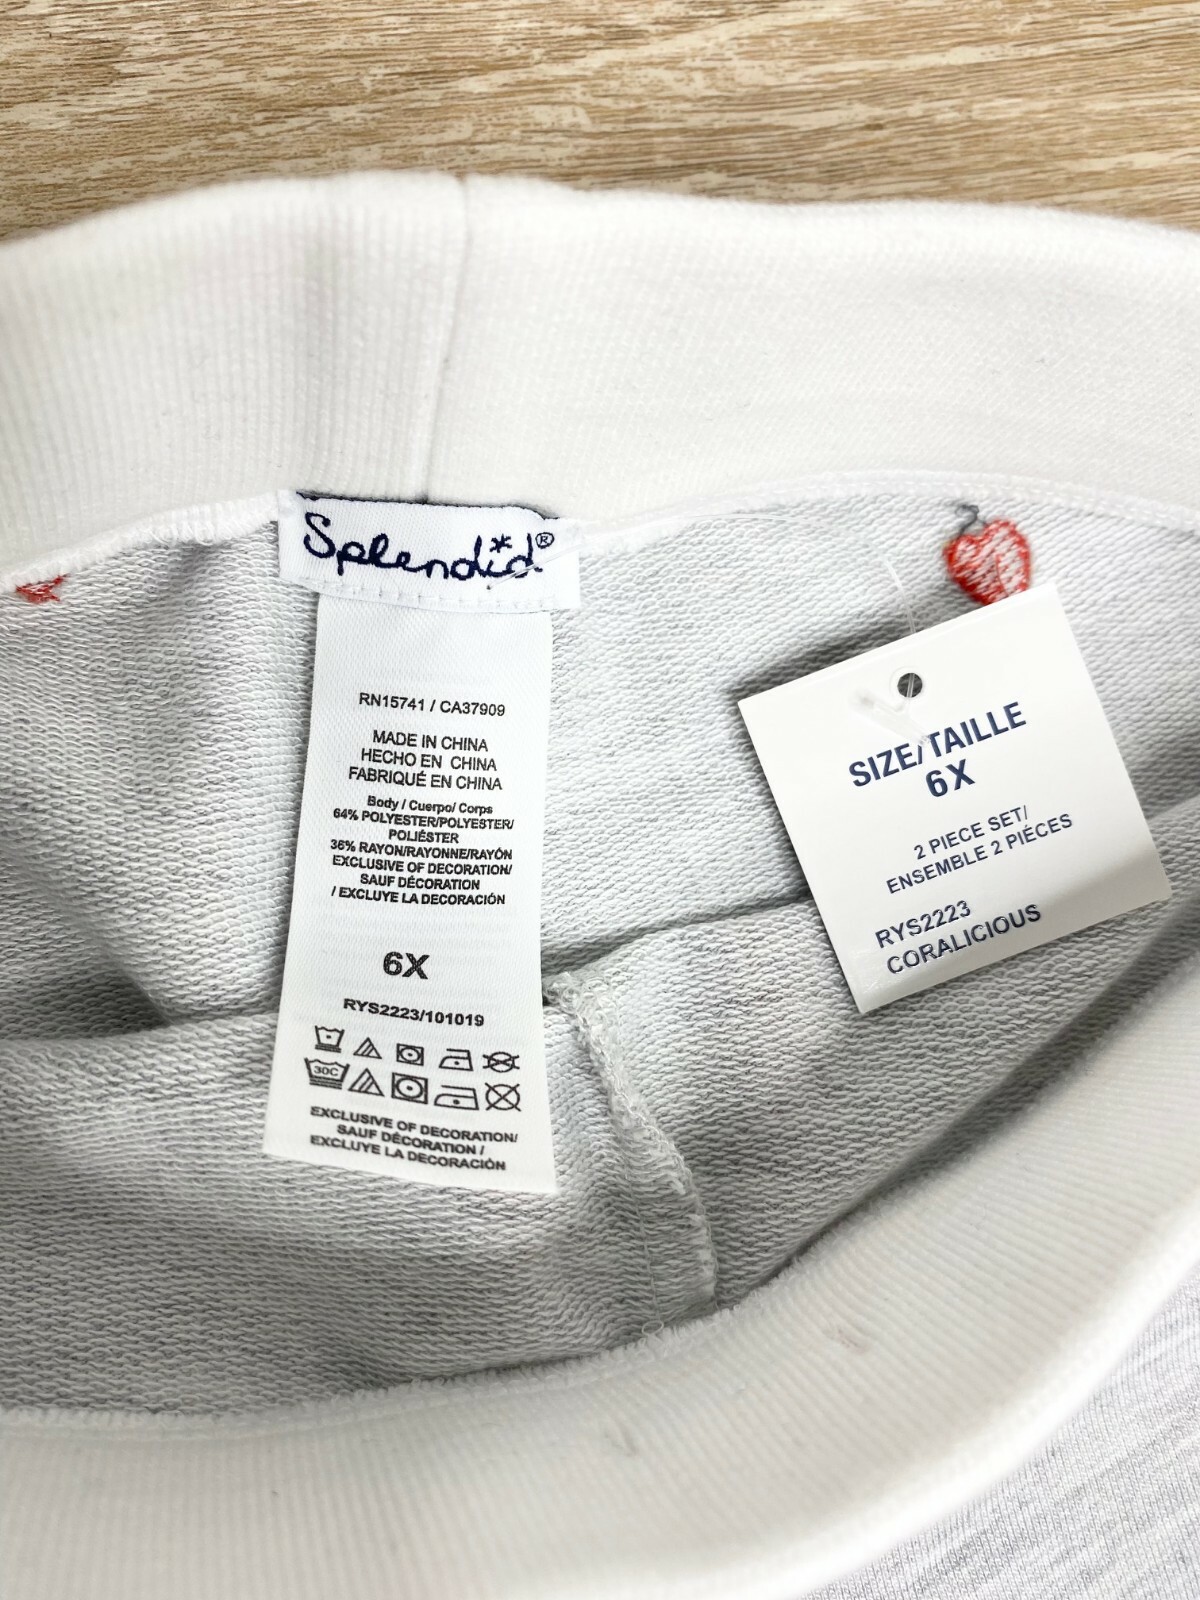 Splendid®
RN15741 / CA37909
MADE IN CHINA
HECHO EN CHINA
FABRIQUÉ EN CHINA
Body / Cuerpo/ Corps
64% POLYESTER/POLYESTER/
POLIÉSTER
36% RAYON/RAYONNE/RAYÓN
EXCLUSIVE OF DECORATION/
SAUF DÉCORATION
/ EXCLUYE LA DECORACIÓN
6X
RYS2223/101019
30C
EXCLUSIVE OF DECORATION/
SAUF DÉCORATION /
EXCLUYE LA DECORACIÓN
SIZE/TAILLE
6X
2 PIECE SET/
ENSEMBLE 2 PIÉCES
RYS2223
CORALICIOUS